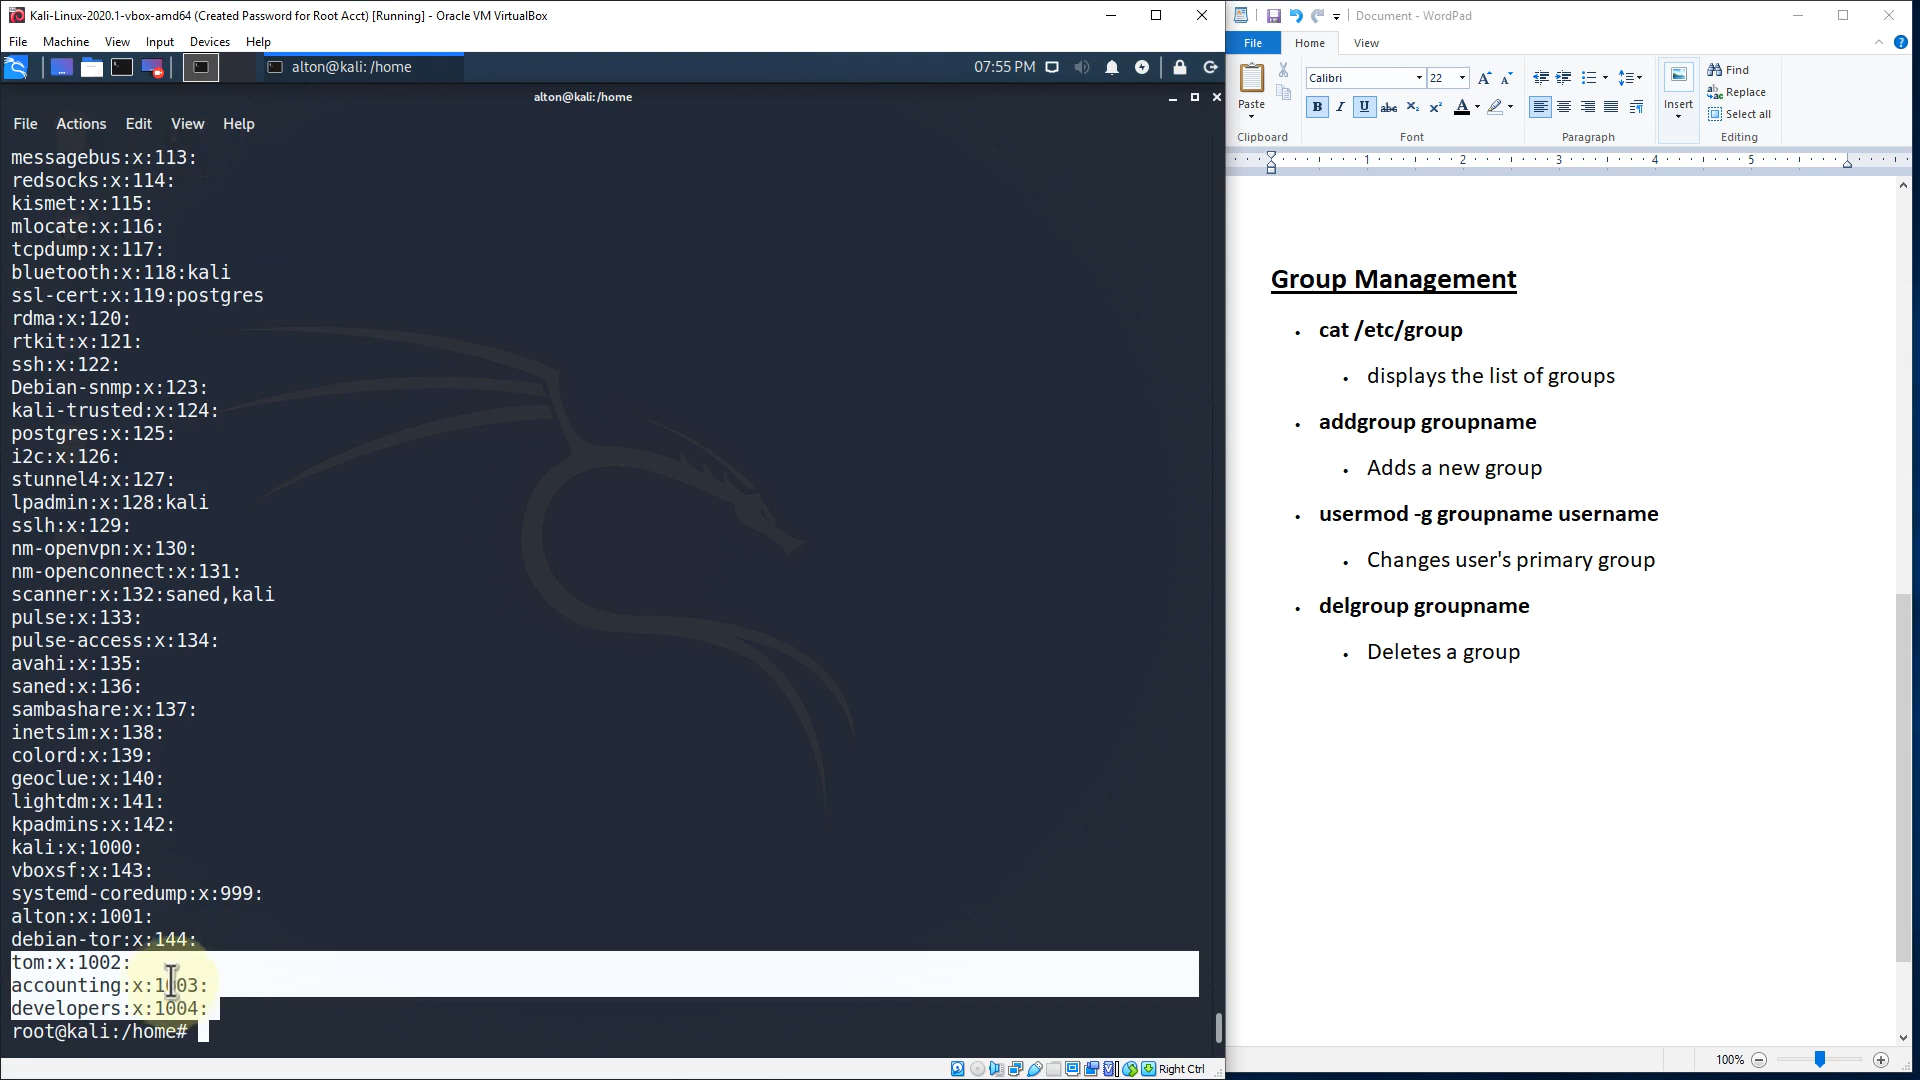 Kali-Linux-2020.1-vbox-amd64 (Created Password for Root Acct) [Running] - Oracle VM VirtualBox
File Machine View Input Devices Help
alton@kali: /home
07:55 PM
alton@kali:/home
File Actions Edit View Help
messagebus:x:113:
redsocks:x:114:
kismet:x:115:
mlocate:x:116:
tcpdump:x:117:
bluetooth:x:118:kali
ssl-cert:x:119:postgres
rdma:x:120:
rtkit:x:121:
ssh:x:122:
Debian-snmp:x:123:
kali-trusted:x:124:
postgres:x:125:
i2c:x:126:
stunnel4:x:127:
lpadmin:x:128:kali
sslh:x:129:
nm-openvpn:x:130:
nm-openconnect:x:131:
scanner:x:132:saned,kali
pulse:x:133:
pulse-access:x:134:
avahi:x:135:
saned:x:136:
sambashare:x:137:
inetsim:x:138:
colord:x:139:
geoclue:x:140:
lightdm:x:141:
kpadmins:x:142:
kali:x:1000:
vboxsf:x:143:
systemd-coredump:x:999:
alton:x:1001:
debian-tor:x:144:
tom:x:1002:
accounting:x:1003:
developers:x:1004:
root@kali:/home#
Right Ctrl
Document - WordPad
File Home View
Paste
Clipboard
Calibri 22
B I U abc X₂ X² A
Font
Paragraph
Insert
Find
Replace
Select all
Editing
1 2 3 4 5
Group Management
• cat /etc/group
• displays the list of groups
• addgroup groupname
• Adds a new group
• usermod -g groupname username
• Changes user's primary group
• delgroup groupname
• Deletes a group
100%